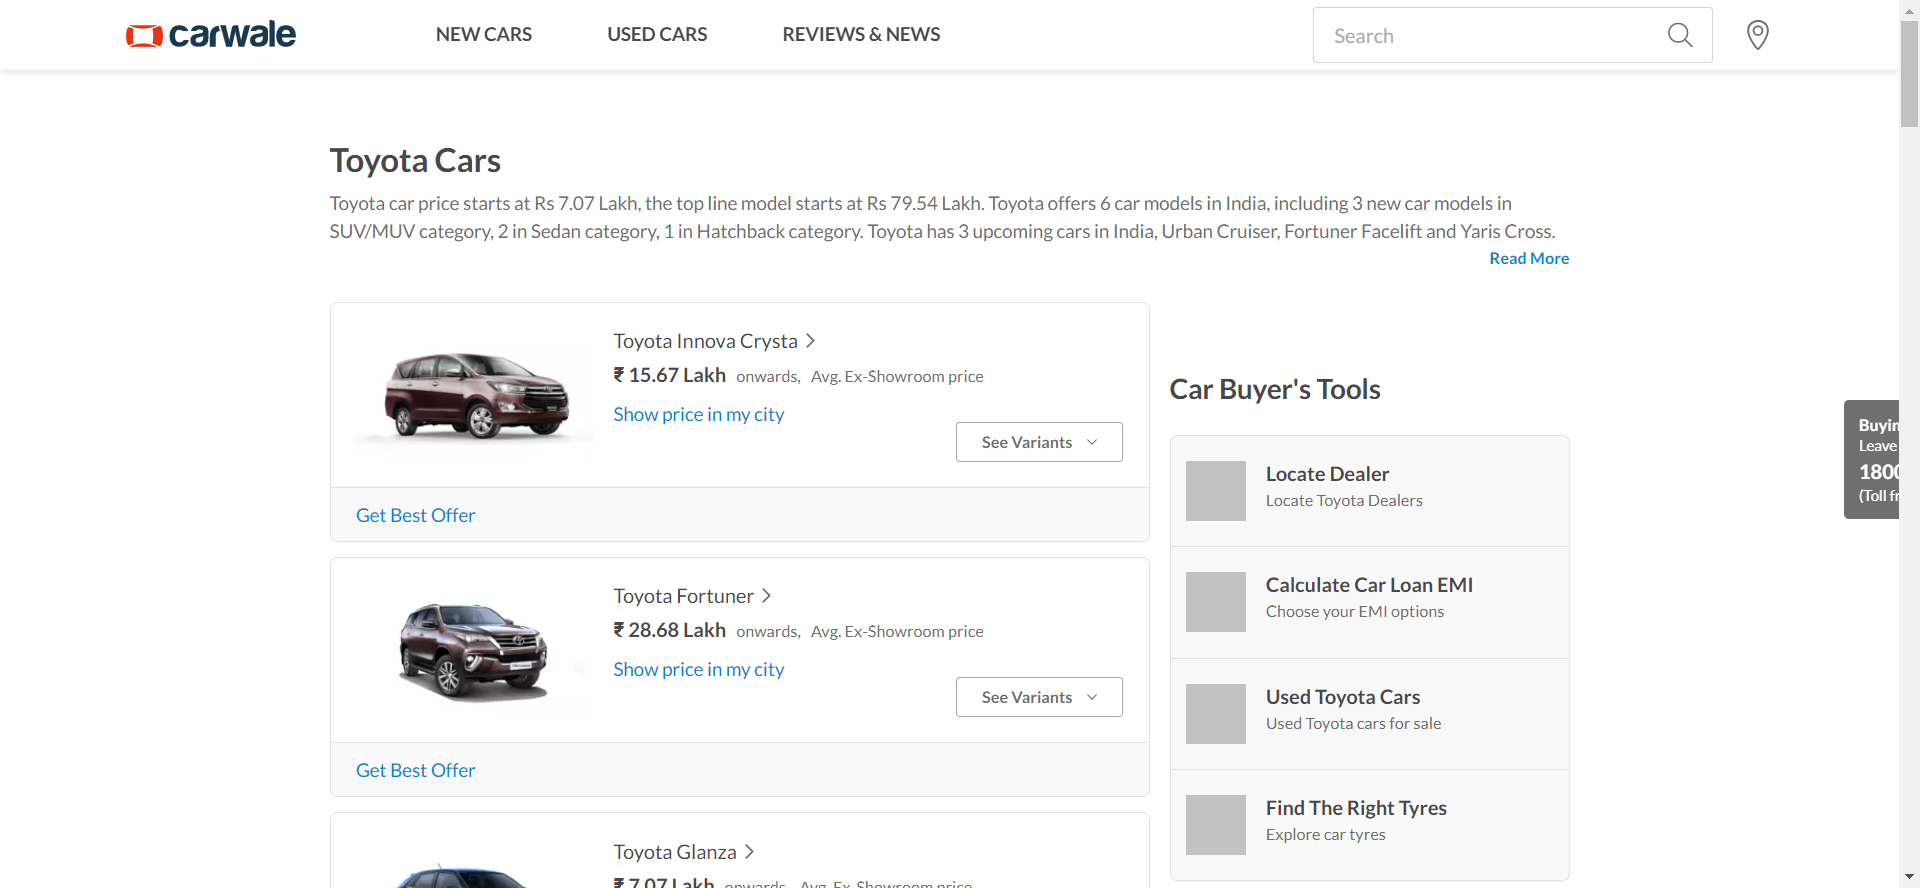 carwale
NEW CARS
USED CARS
REVIEWS & NEWS
Search
Toyota Cars
Toyota car price starts at Rs 7.07 Lakh, the top line model starts at Rs 79.54 Lakh. Toyota offers 6 car models in India, including 3 new car models in
SUV/MUV category, 2 in Sedan category, 1 in Hatchback category. Toyota has 3 upcoming cars in India, Urban Cruiser, Fortuner Facelift and Yaris Cross.
Read More
Toyota Innova Crysta
₹ 15.67 Lakh onwards, Avg. Ex-Showroom price
Show price in my city
See Variants
Get Best Offer
Toyota Fortuner
₹ 28.68 Lakh onwards, Avg. Ex-Showroom price
Show price in my city
See Variants
Get Best Offer
Toyota Glanza
₹ 7.07 Lakh onwards, Avg. Ex-Showroom price
Car Buyer's Tools
Locate Dealer
Locate Toyota Dealers
Calculate Car Loan EMI
Choose your EMI options
Used Toyota Cars
Used Toyota cars for sale
Find The Right Tyres
Explore car tyres
Buyin
Leave
1800
(Toll fr